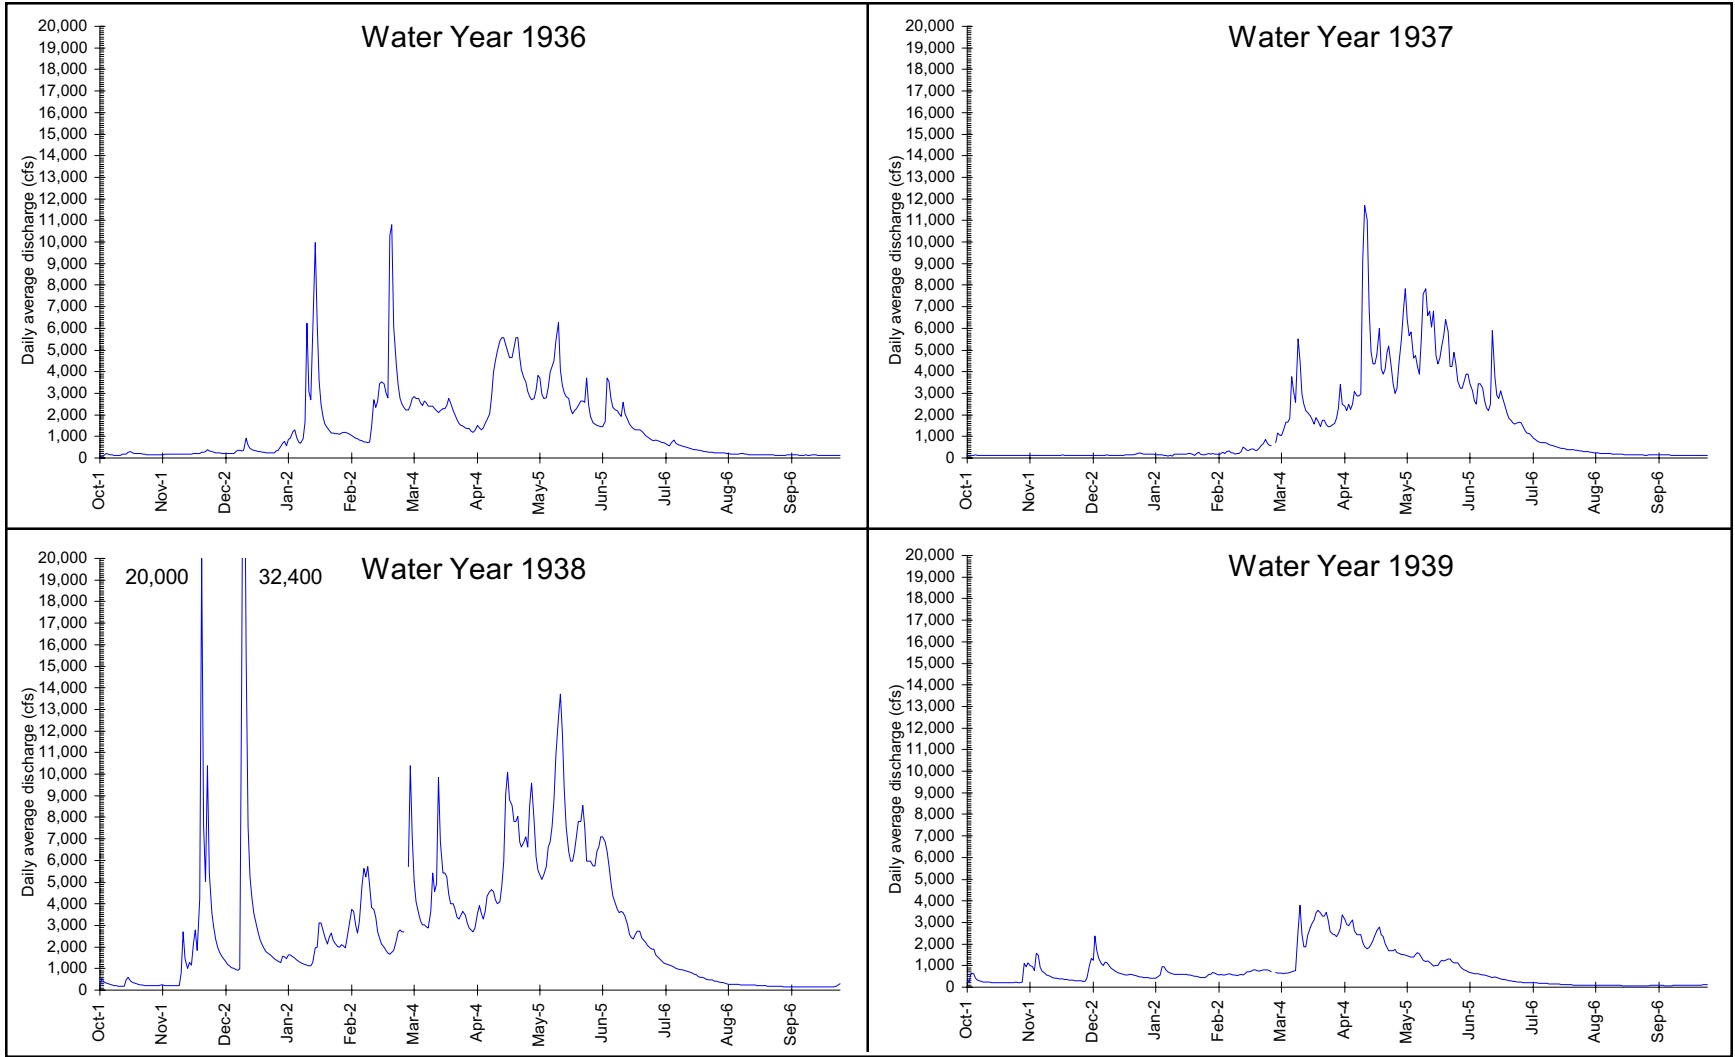 Water Year 1936
Daily average discharge (cfs)
20,000
19,000
18,000
17,000
16,000
15,000
14,000
13,000
12,000
11,000
10,000
9,000
8,000
7,000
6,000
5,000
4,000
3,000
2,000
1,000
0
Oct-1
Nov-1
Dec-2
Jan-2
Feb-2
Mar-4
Apr-4
May-5
Jun-5
Jul-6
Aug-6
Sep-6
Water Year 1937
Daily average discharge (cfs)
20,000
19,000
18,000
17,000
16,000
15,000
14,000
13,000
12,000
11,000
10,000
9,000
8,000
7,000
6,000
5,000
4,000
3,000
2,000
1,000
0
Oct-1
Nov-1
Dec-2
Jan-2
Feb-2
Mar-4
Apr-4
May-5
Jun-5
Jul-6
Aug-6
Sep-6
Water Year 1938
20,000
32,400
Daily average discharge (cfs)
20,000
19,000
18,000
17,000
16,000
15,000
14,000
13,000
12,000
11,000
10,000
9,000
8,000
7,000
6,000
5,000
4,000
3,000
2,000
1,000
0
Oct-1
Nov-1
Dec-2
Jan-2
Feb-2
Mar-4
Apr-4
May-5
Jun-5
Jul-6
Aug-6
Sep-6
Water Year 1939
Daily average discharge (cfs)
20,000
19,000
18,000
17,000
16,000
15,000
14,000
13,000
12,000
11,000
10,000
9,000
8,000
7,000
6,000
5,000
4,000
3,000
2,000
1,000
0
Oct-1
Nov-1
Dec-2
Jan-2
Feb-2
Mar-4
Apr-4
May-5
Jun-5
Jul-6
Aug-6
Sep-6